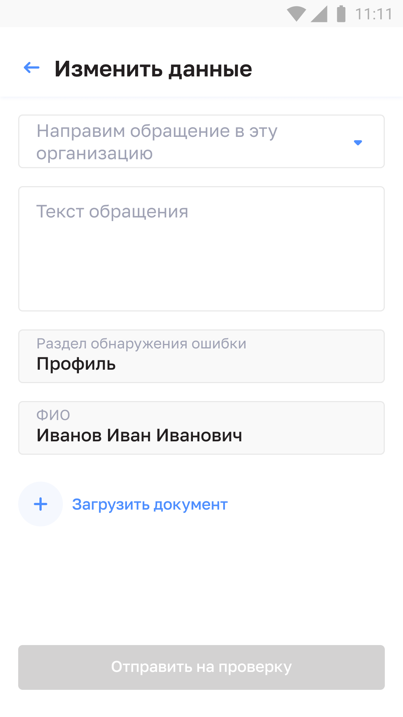 11:11
Изменить данные
Направим обращение в эту
организацию
Текст обращения
Раздел обнаружения ошибки
Профиль
ФИО
Иванов Иван Иванович
Загрузить документ
Отправить на проверку